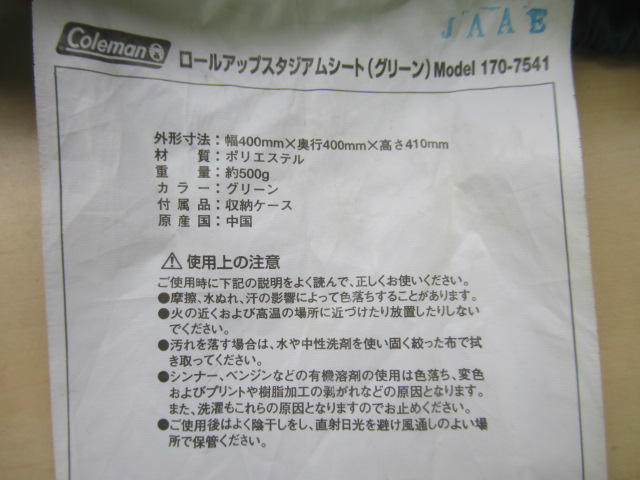 JAAE
Coleman
ロールアップスタジアムシート(グリーン) Model 170-7541
外形寸法：幅400mm×奥行400mm×高さ410mm
材　　質：ポリエステル
重　　量：約500g
カ ラ ー：グリーン
付 属 品：収納ケース
原 産 国：中国
⚠ 使用上の注意
ご使用時に下記の説明をよく読んで、正しくお使いください。
●摩擦、水ぬれ、汗の影響によって色落ちすることがあります。
●火の近くおよび高温の場所に近づけたり放置したりしない
でください。
●汚れを落す場合は、水や中性洗剤を使い固く絞った布で拭
き取ってください。
●シンナー、ベンジンなどの有機溶剤の使用は色落ち、変色
およびプリントや樹脂加工の剥がれなどの原因となります。
また、洗濯もこれらの原因となりますのでお止めください。
●ご使用後はよく陰干しをし、直射日光を避け風通しのよい場
所で保管ください。